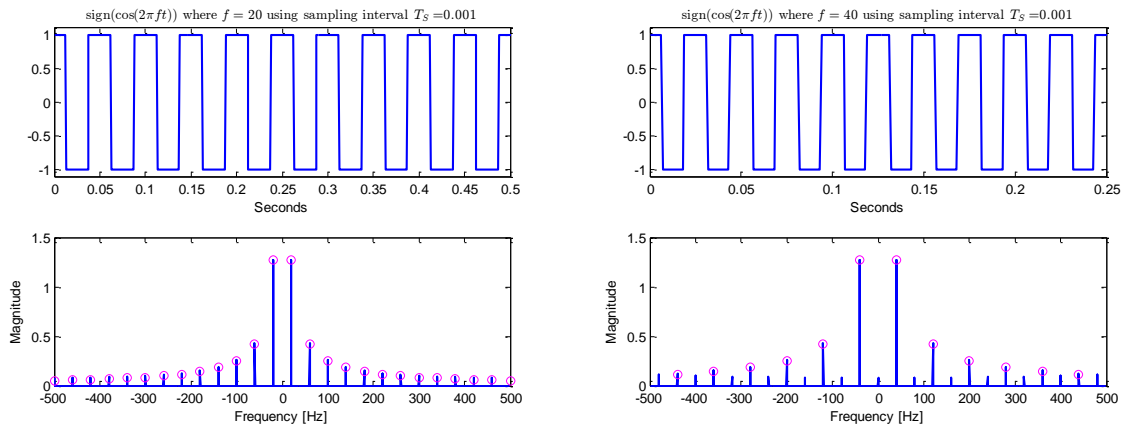 sign(cos(2πft)) where f = 20 using sampling interval T_S =0.001
1
0.5
0
-0.5
-1
0 0.05 0.1 0.15 0.2 0.25 0.3 0.35 0.4 0.45 0.5
Seconds
1.5
1
0.5
0
Magnitude
-500 -400 -300 -200 -100 0 100 200 300 400 500
Frequency [Hz]
sign(cos(2πft)) where f = 40 using sampling interval T_S =0.001
1
0.5
0
-0.5
-1
0 0.05 0.1 0.15 0.2 0.25
Seconds
1.5
1
0.5
0
Magnitude
-500 -400 -300 -200 -100 0 100 200 300 400 500
Frequency [Hz]